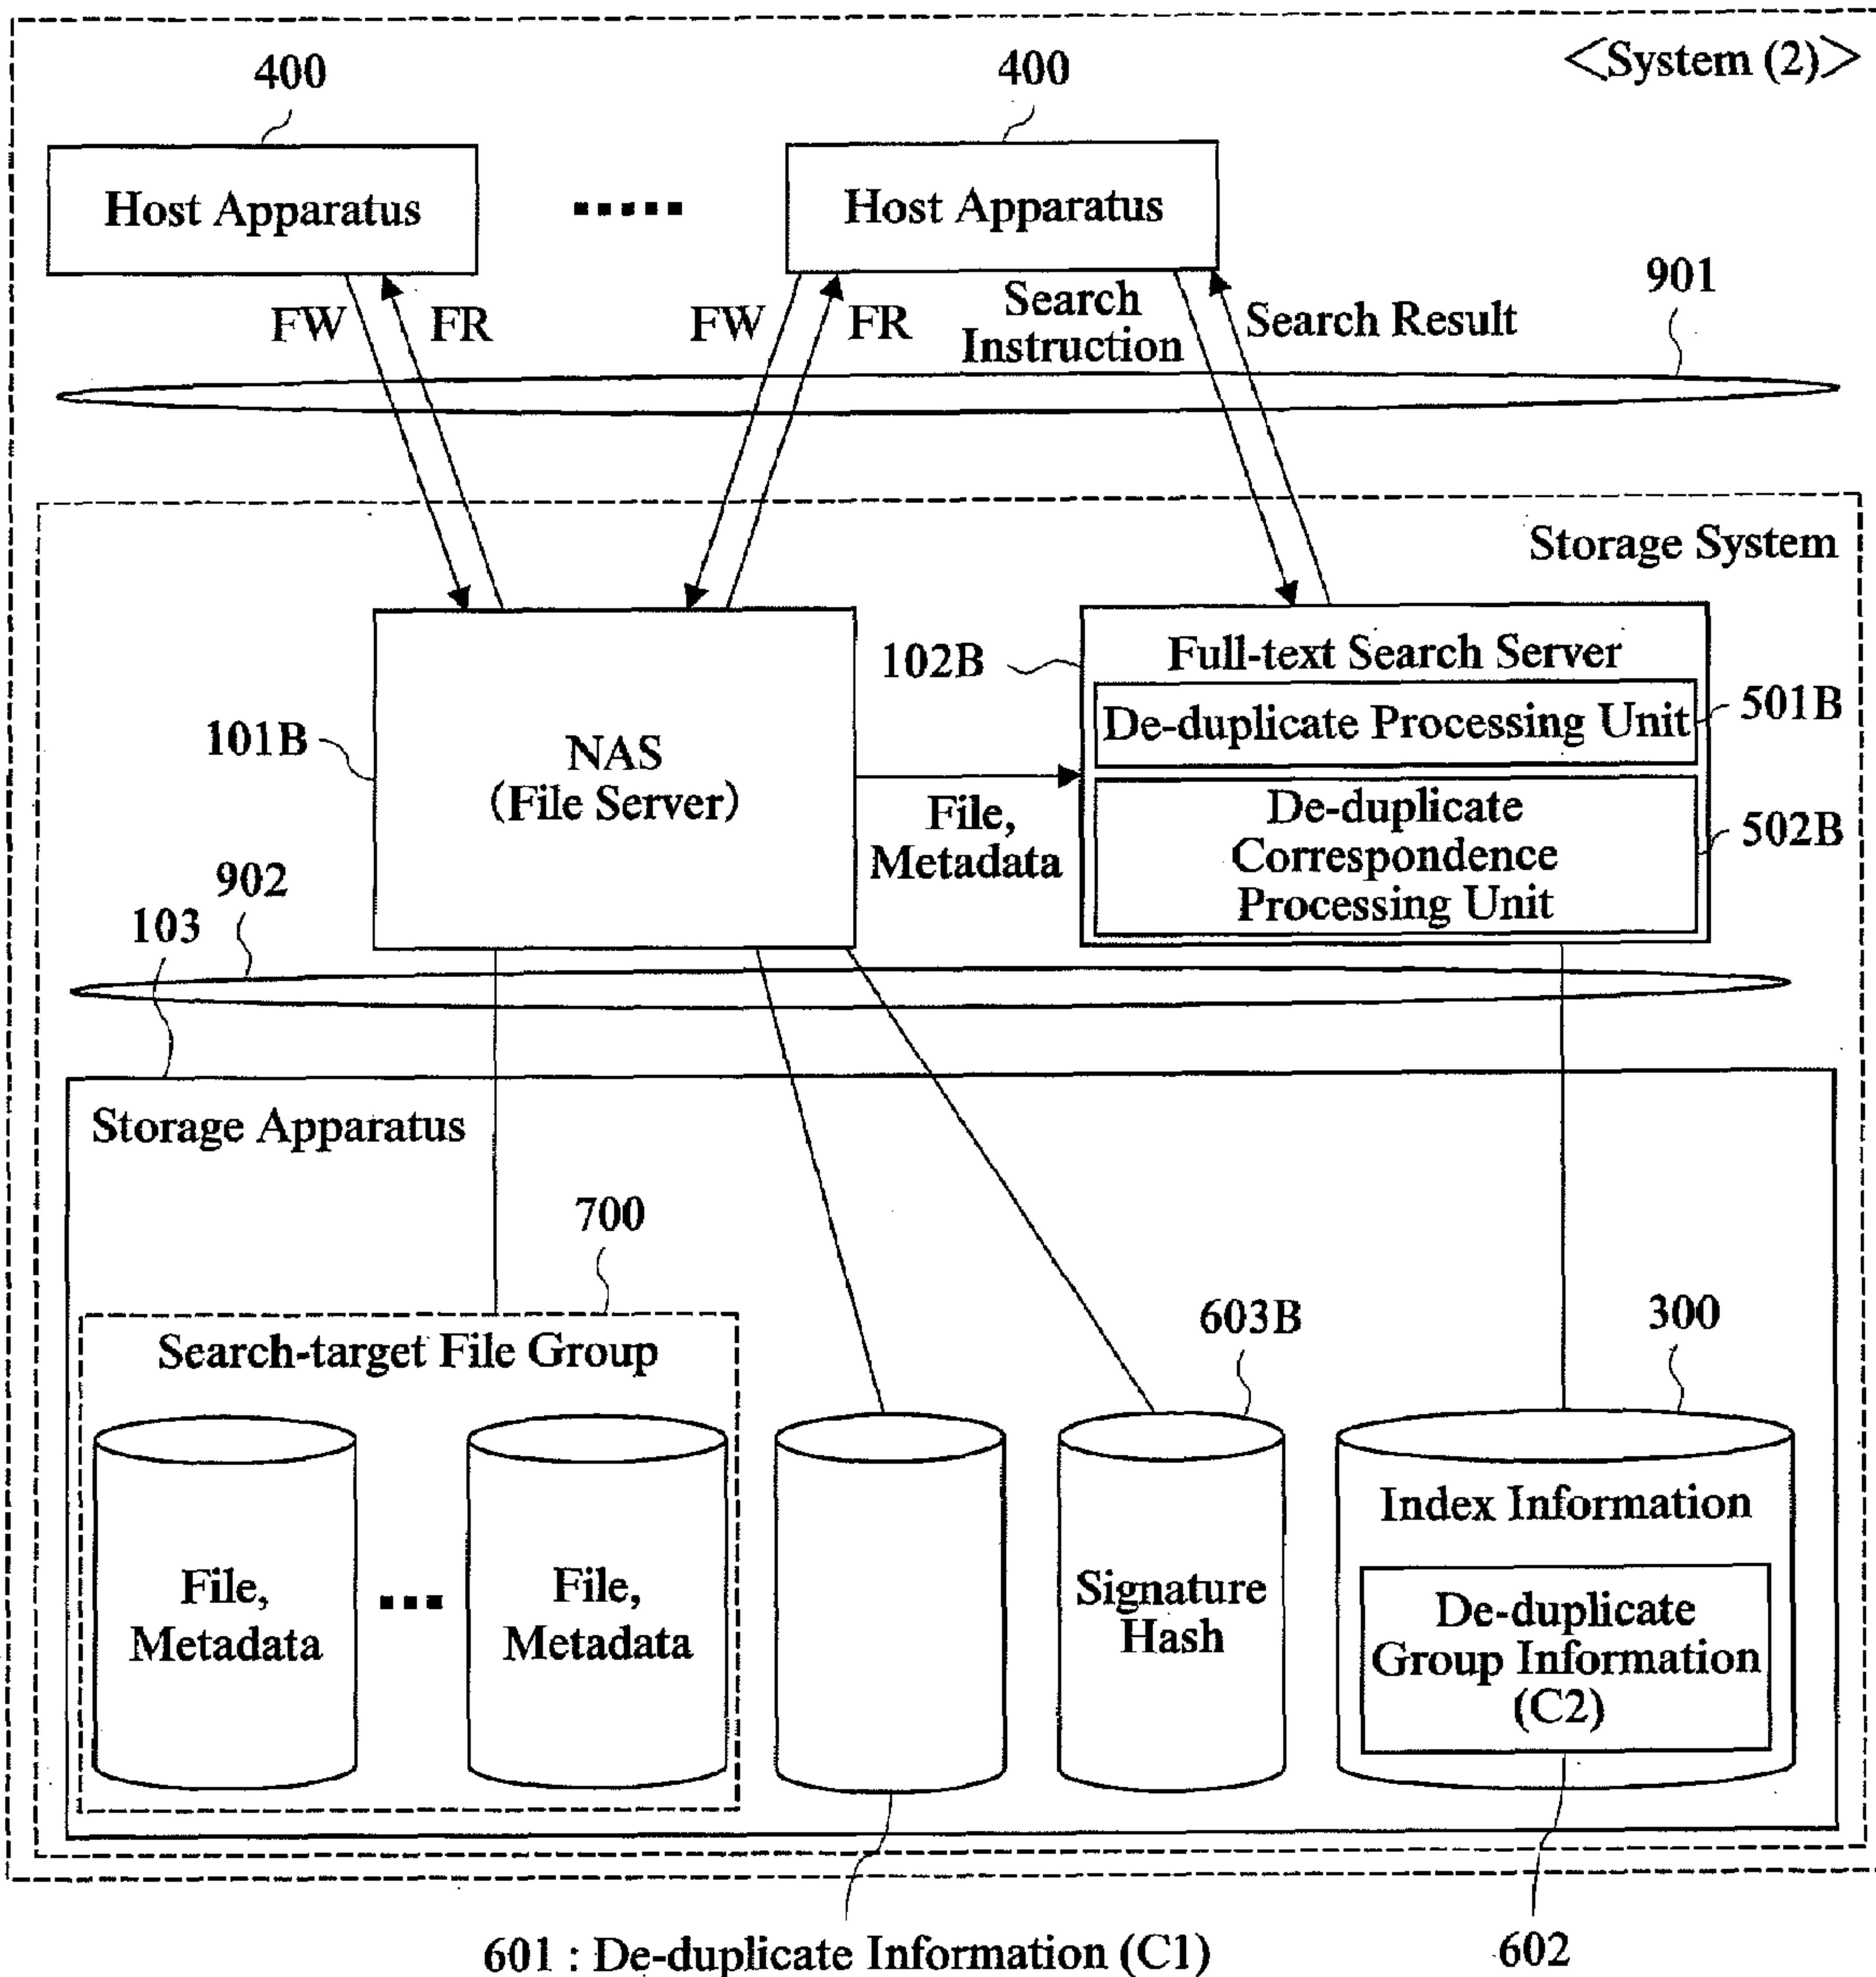 <System (2)>
400
400
Host Apparatus
Host Apparatus
FW
FR
FW
FR
Search
Instruction
Search Result
901
Storage System
101B
NAS
(File Server)
102B
Full-text Search Server
De-duplicate Processing Unit
501B
De-duplicate
Correspondence
Processing Unit
502B
File,
Metadata
902
103
Storage Apparatus
700
Search-target File Group
File,
Metadata
File,
Metadata
603B
Signature
Hash
300
Index Information
De-duplicate
Group Information
(C2)
601 : De-duplicate Information (C1)
602